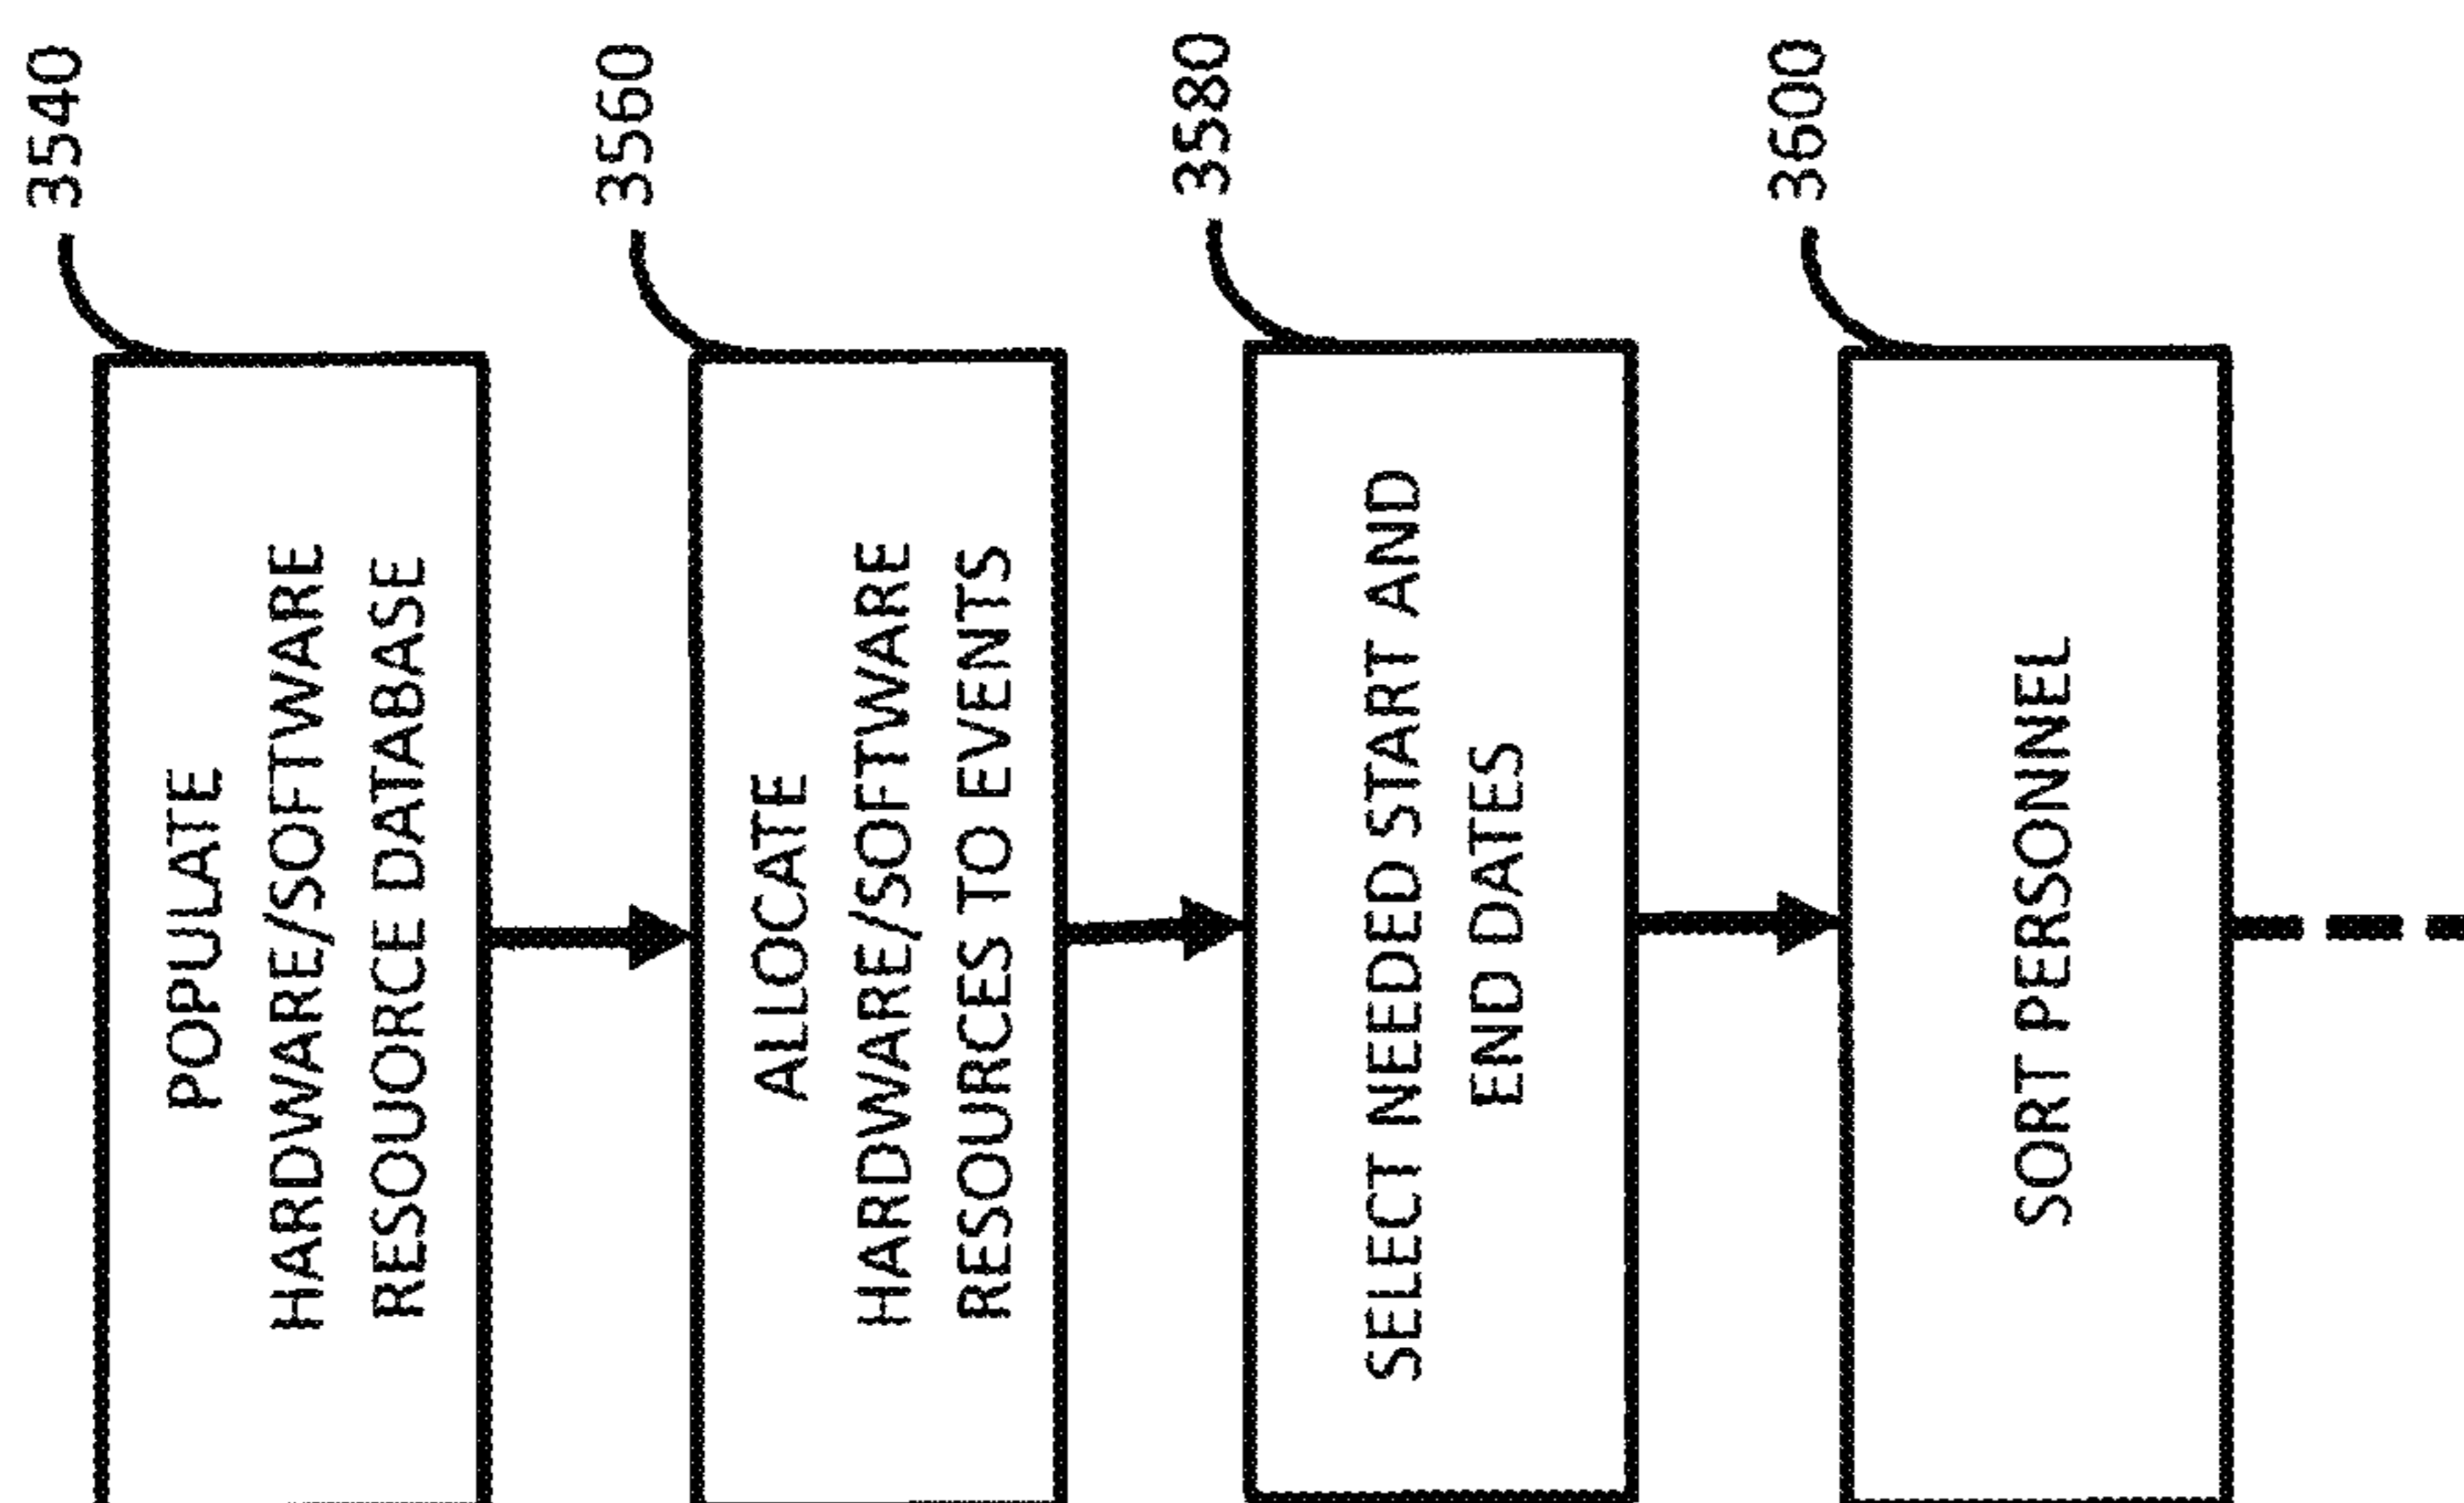 3540
POPULATE
HARDWARE/SOFTWARE
RESOUORCE DATABASE
3560
ALLOCATE
HARDWARE/SOFTWARE
RESOURCES TO EVENTS
3580
SELECT NEEDED START AND
END DATES
3600
SORT PERSONNEL